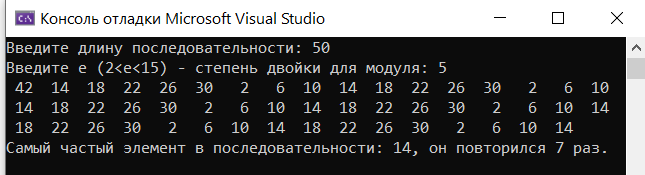 Консоль отладки Microsoft Visual Studio
Введите длину последовательности: 50
Введите e (2<e<15) - степень двойки для модуля: 5
42 14 18 22 26 30 2 6 10 14 18 22 26 30 2 6 10
14 18 22 26 30 2 6 10 14 18 22 26 30 2 6 10 14
18 22 26 30 2 6 10 14 18 22 26 30 2 6 10 14
Самый частый элемент в последовательности: 14, он повторился 7 раз.